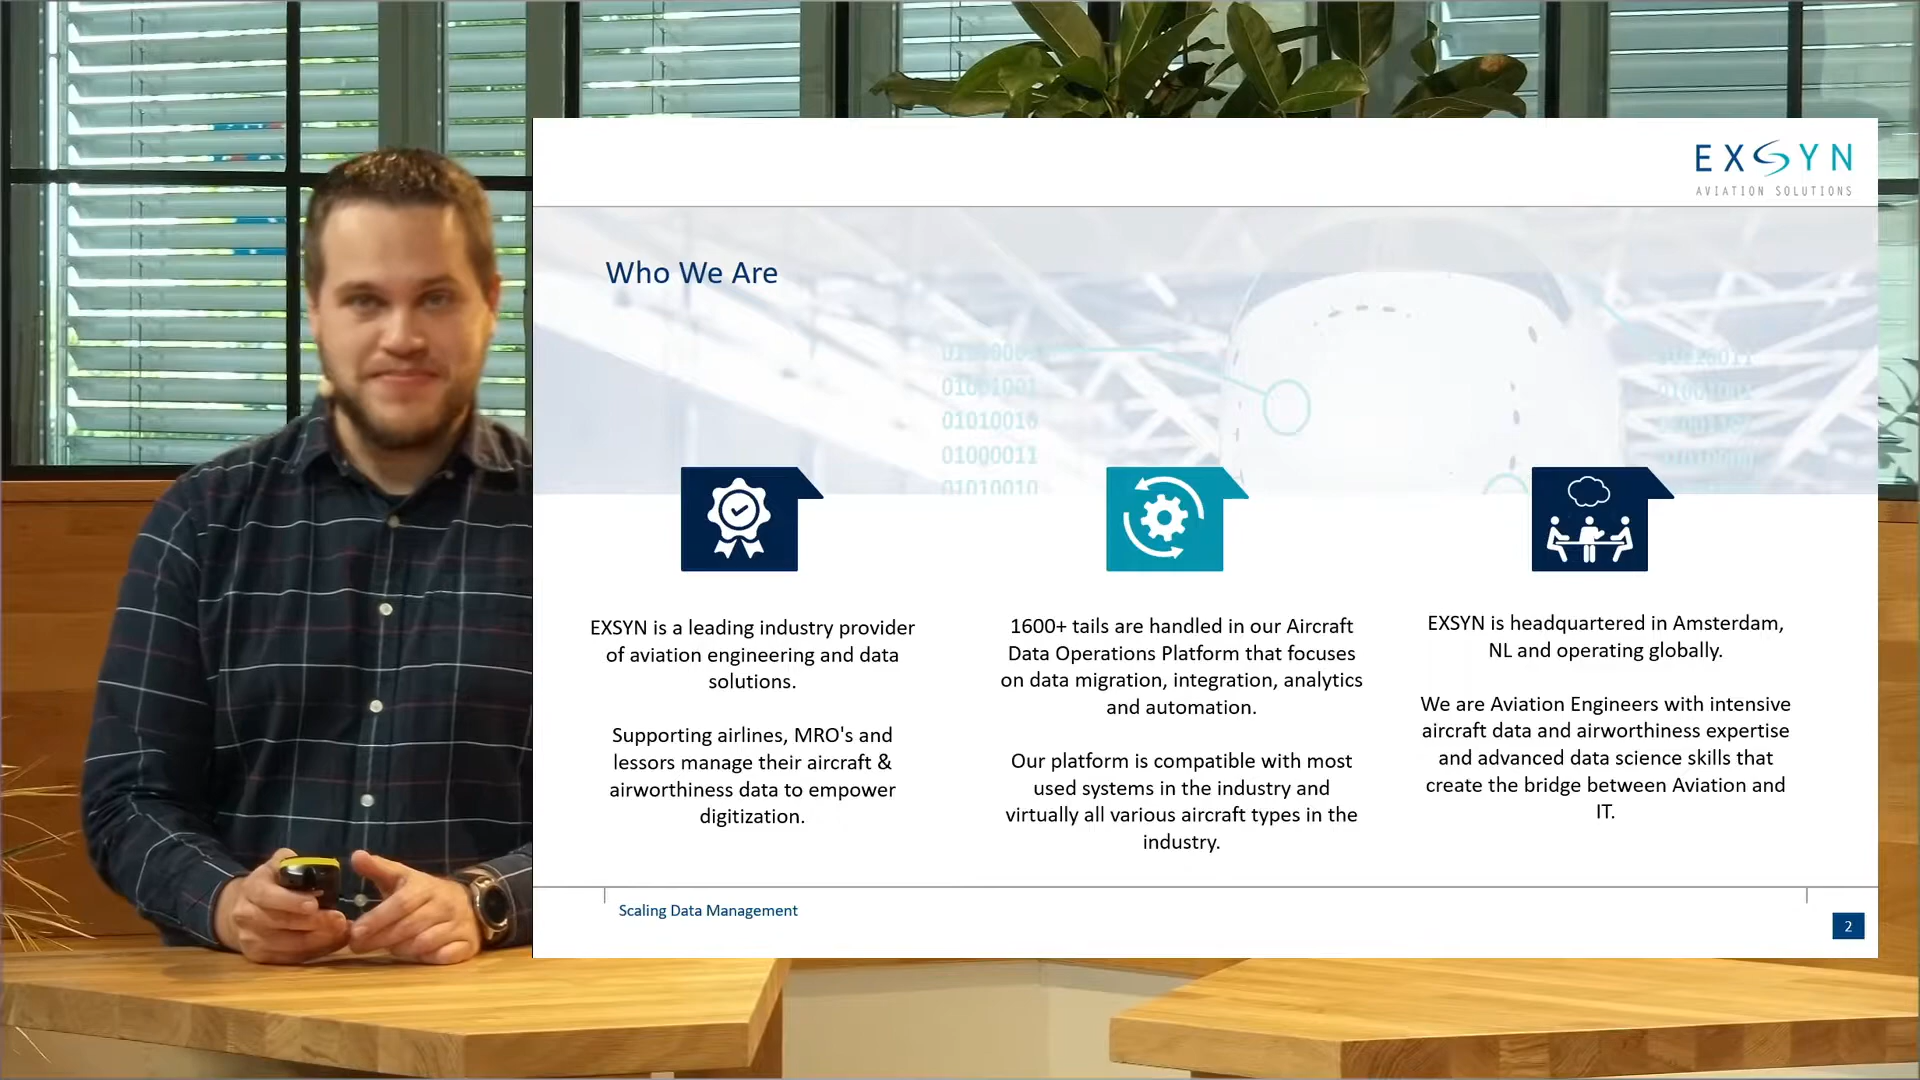 EXSYN
AVIATION SOLUTIONS
Who We Are
01001001
01010010
01000011
01010010
EXSYN is a leading industry provider
of aviation engineering and data
solutions.
Supporting airlines, MRO's and
lessors manage their aircraft &
airworthiness data to empower
digitization.
1600+ tails are handled in our Aircraft
Data Operations Platform that focuses
on data migration, integration, analytics
and automation.
Our platform is compatible with most
used systems in the industry and
virtually all various aircraft types in the
industry.
EXSYN is headquartered in Amsterdam,
NL and operating globally.
We are Aviation Engineers with intensive
aircraft data and airworthiness expertise
and advanced data science skills that
create the bridge between Aviation and
IT.
Scaling Data Management
2